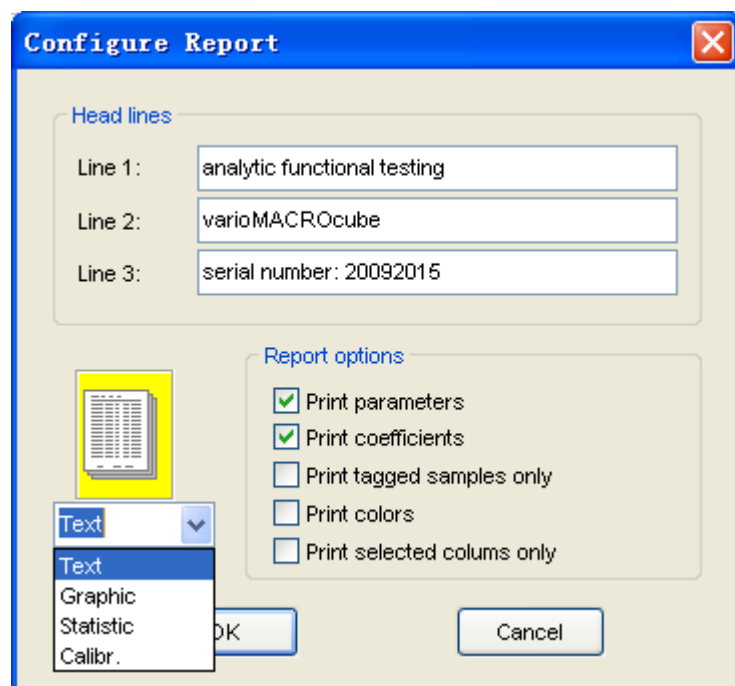 Configure Report
Head lines
Line 1: analytic functional testing
Line 2: varioMACROcube
Line 3: serial number: 20092015
Report options
Print parameters
Print coefficients
Print tagged samples only
Print colors
Print selected colums only
Text
Text
Graphic
Statistic
Calibr.
Cancel